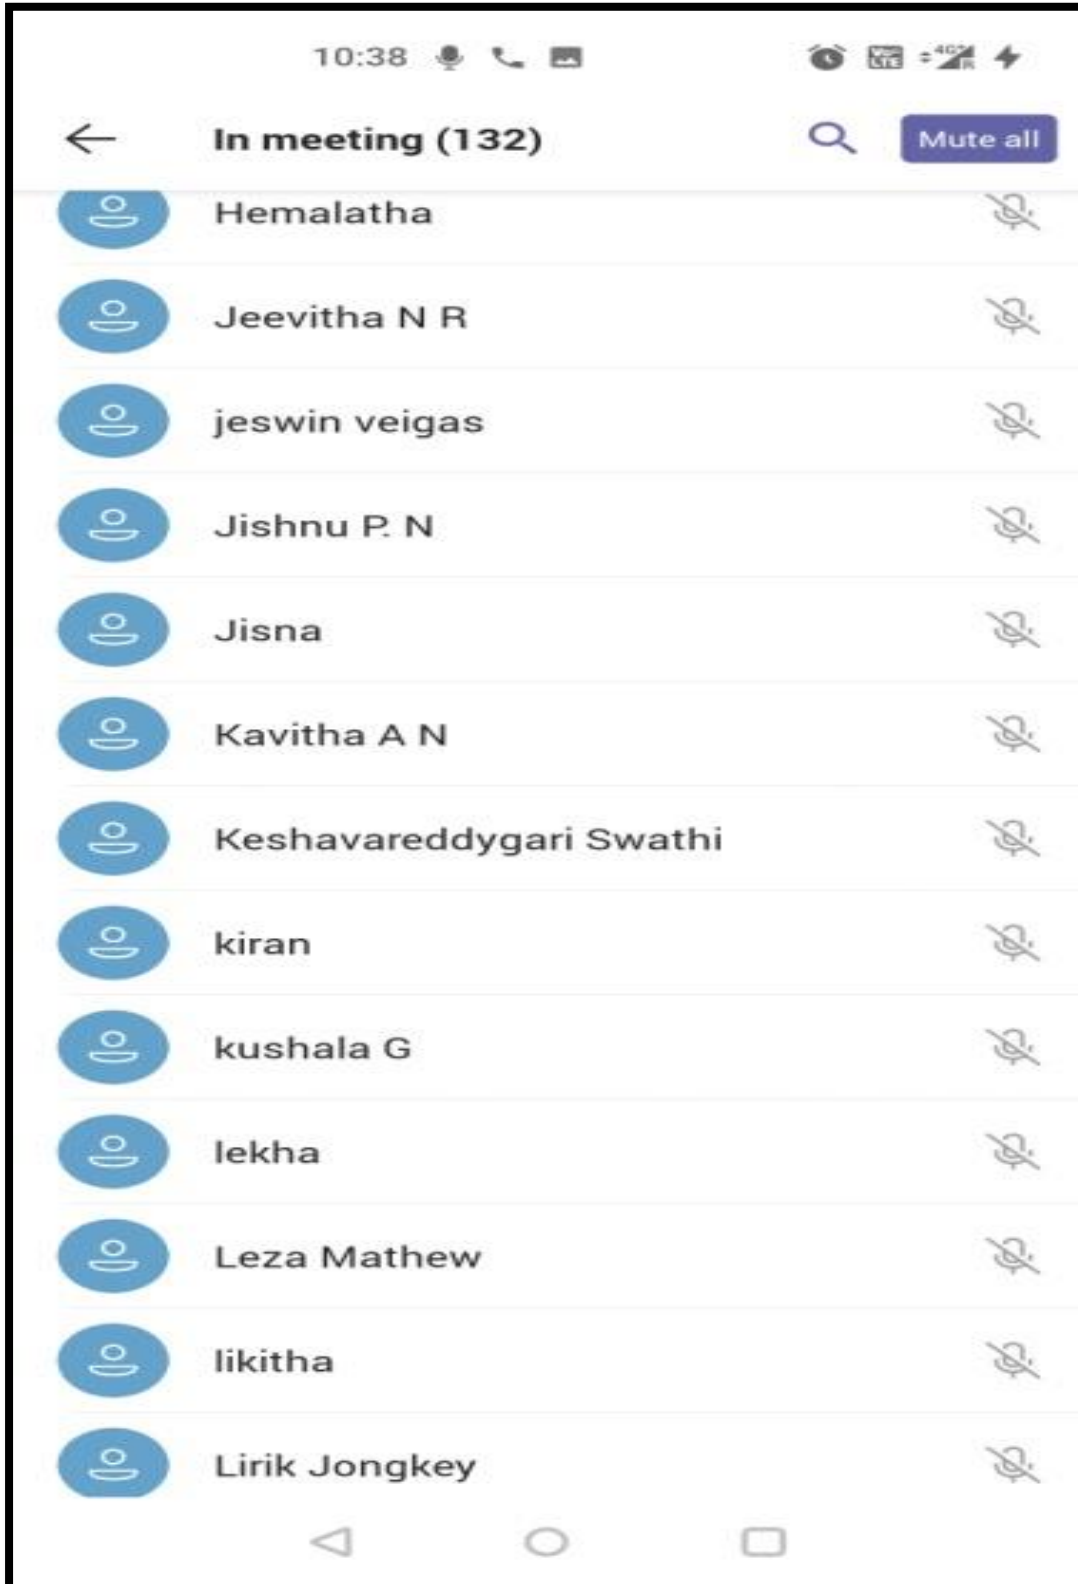 10:38
In meeting (132)
Mute all
Hemalatha
Jeevitha N R
jeswin veigas
Jishnu P. N
Jisna
Kavitha A N
Keshavareddygari Swathi
kiran
kushala G
lekha
Leza Mathew
likitha
Lirik Jongkey